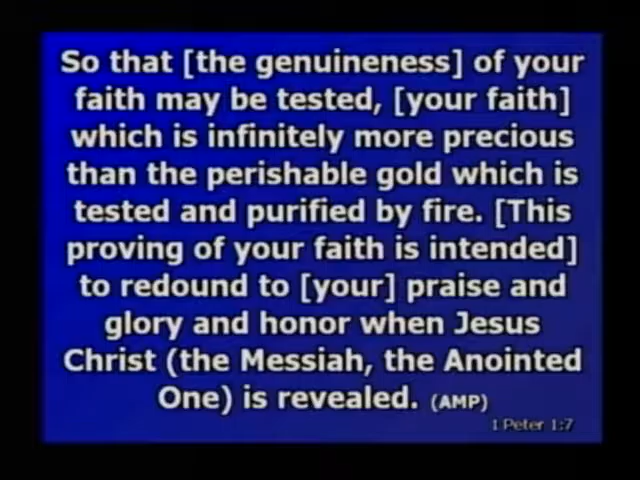 So that [the genuineness] of your
faith may be tested, [your faith]
which is infinitely more precious
than the perishable gold which is
tested and purified by fire. [This
proving of your faith is intended]
to redound to [your] praise and
glory and honor when Jesus
Christ (the Messiah, the Anointed
One) is revealed. (AMP)
1 Peter 1:7